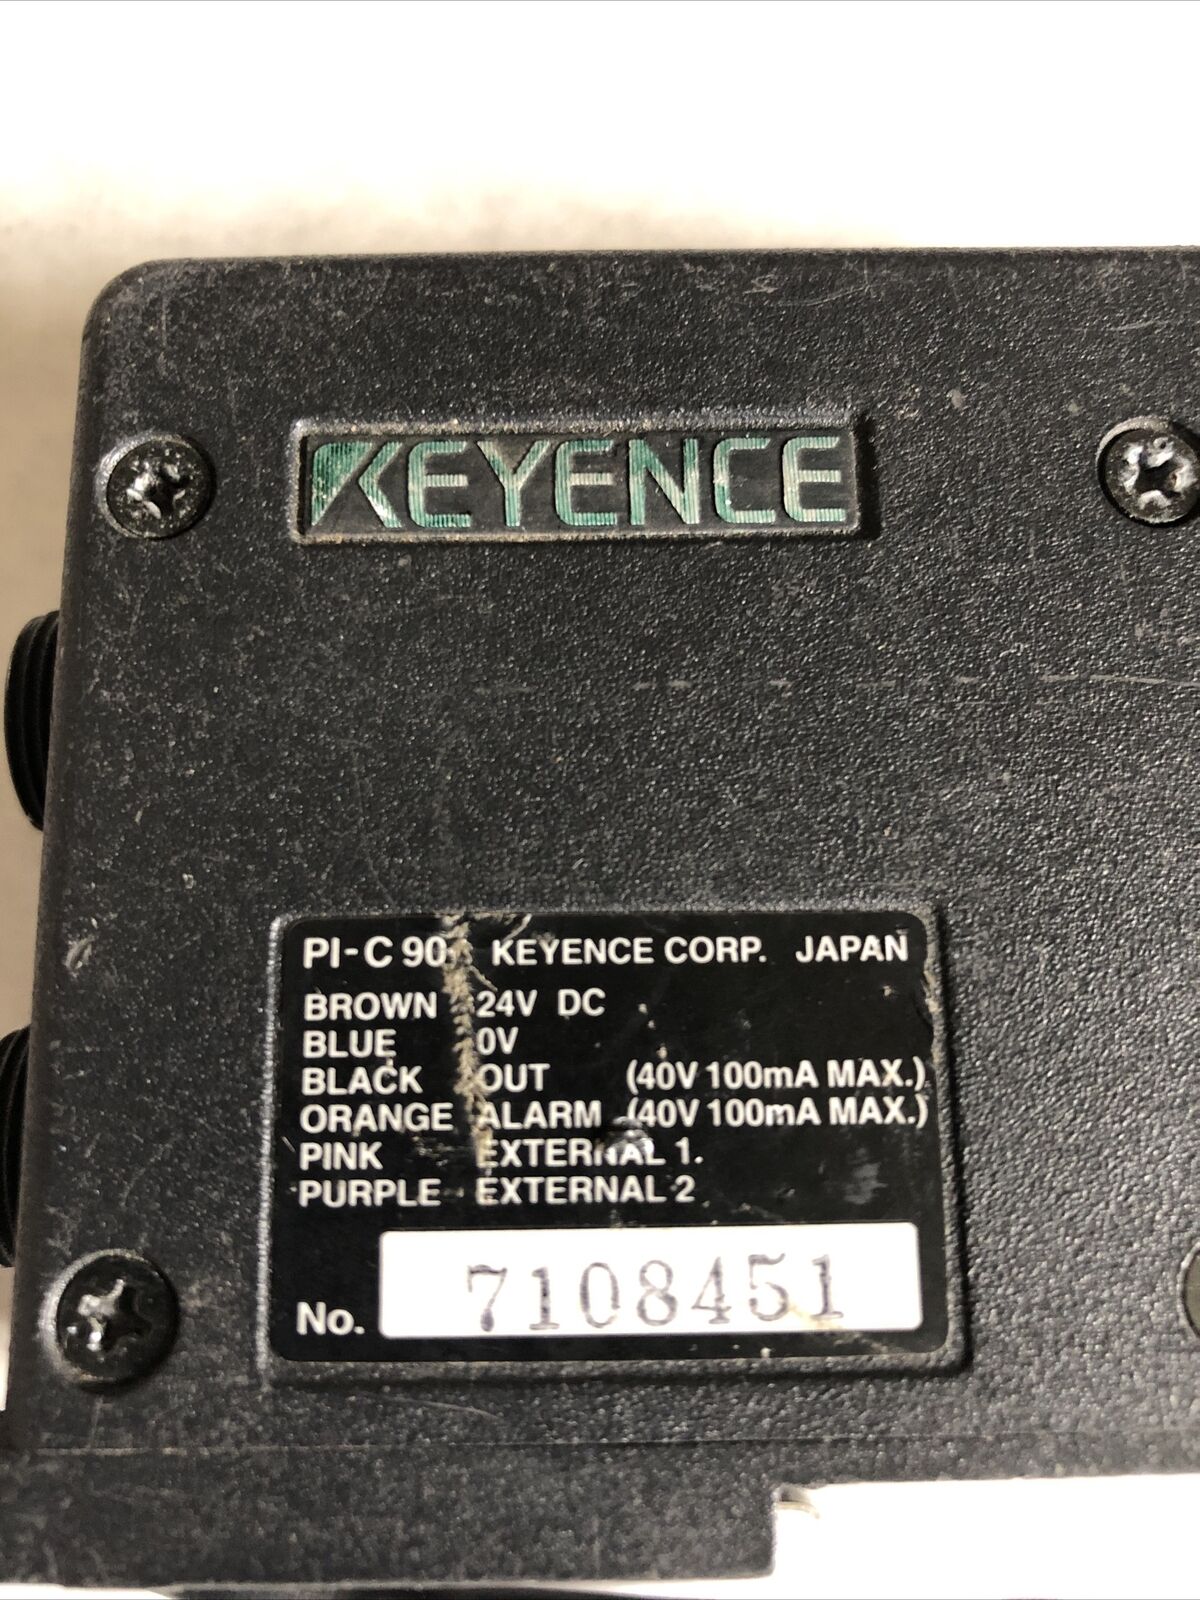 KEYENCE
PI-C90 KEYENCE CORP. JAPAN
BROWN 24V DC
BLUE 0V
BLACK OUT (40V 100mA MAX.)
ORANGE ALARM (40V 100mA MAX.)
PINK EXTERNAL 1.
PURPLE EXTERNAL 2
No. 7108451